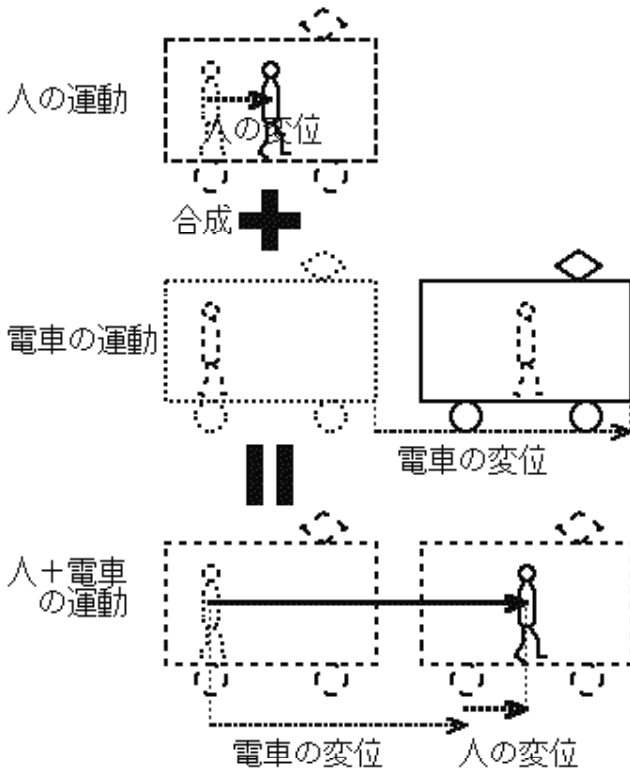 人の運動
人の変位
合成
電車の運動
電車の変位
人＋電車
の運動
電車の変位
人の変位